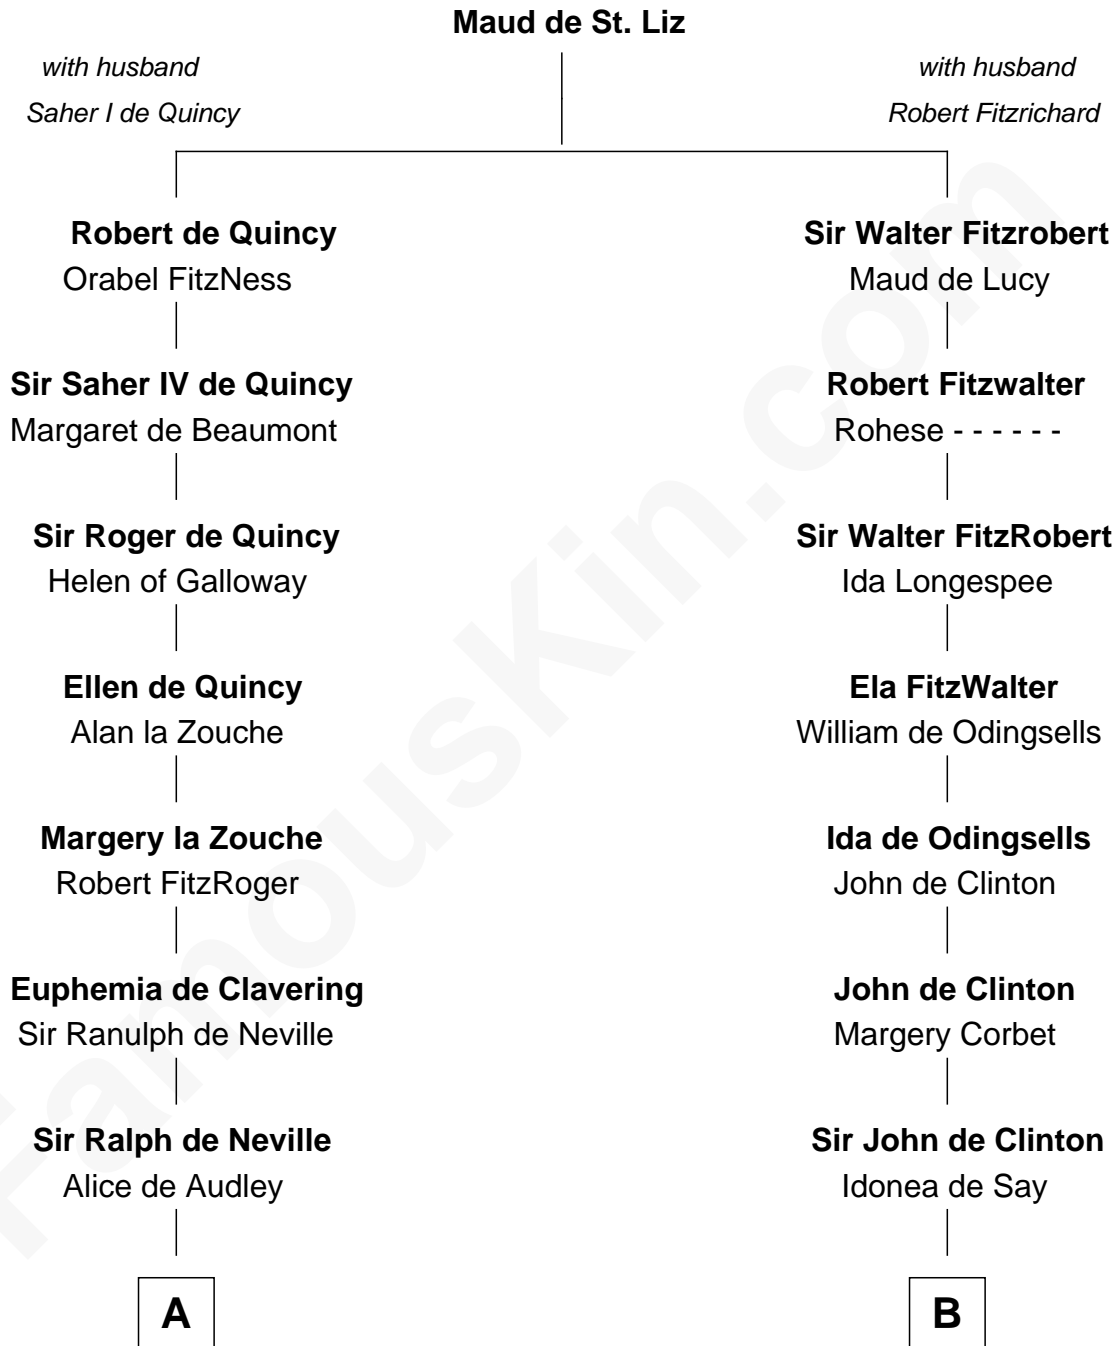 Maud de St. Liz
with husband
Saher I de Quincy
with husband
Robert Fitzrichard
Robert de Quincy
Orabel FitzNess
Sir Walter Fitzrobert
Maud de Lucy
Sir Saher IV de Quincy
Margaret de Beaumont
Robert Fitzwalter
Rohese - - - - - -
Sir Roger de Quincy
Helen of Galloway
Sir Walter FitzRobert
Ida Longespee
Ellen de Quincy
Alan la Zouche
Ela FitzWalter
William de Odingsells
Margery la Zouche
Robert FitzRoger
Ida de Odingsells
John de Clinton
Euphemia de Clavering
Sir Ranulph de Neville
John de Clinton
Margery Corbet
Sir Ralph de Neville
Alice de Audley
Sir John de Clinton
Idonea de Say
A
B
FamousKin.com